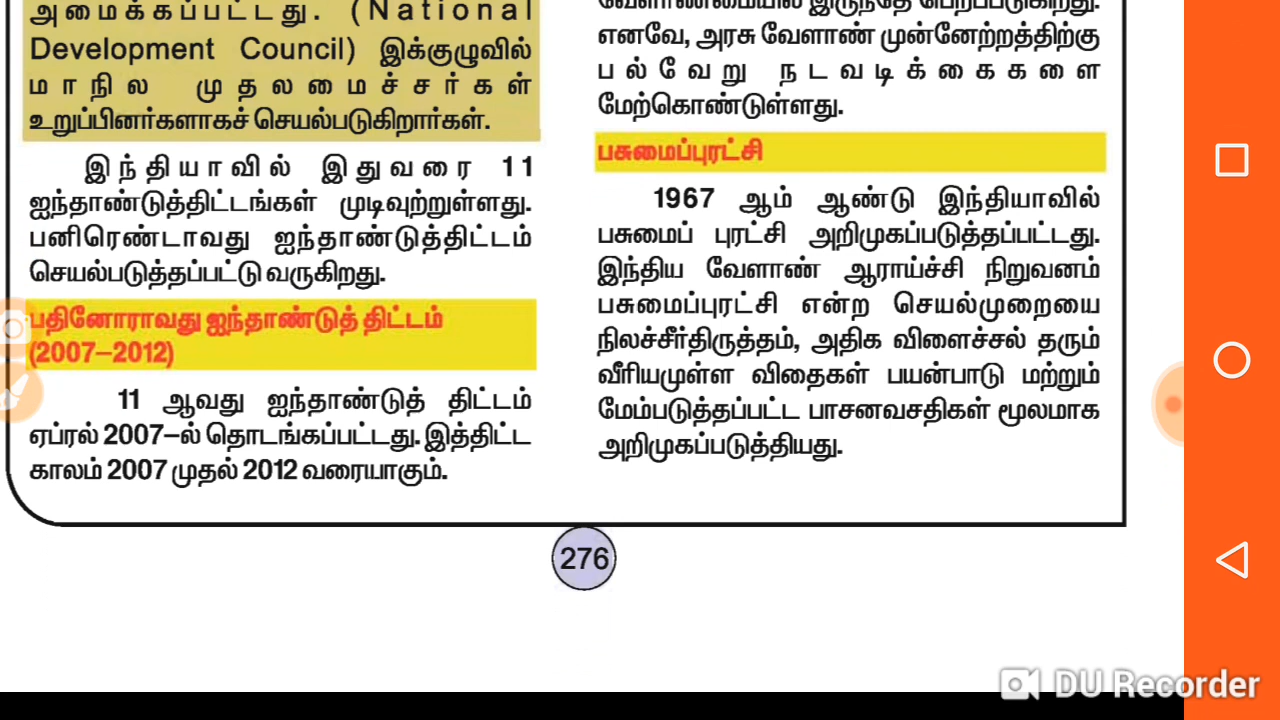 அமைக்கப்பட்டது. (National
Development Council) இக்குழுவில்
மாநில முதலமைச்சர்கள்
உறுப்பினர்களாகச் செயல்படுகிறார்கள்.
இந்தியாவில் இதுவரை 11
ஐந்தாண்டுத்திட்டங்கள் முடிவுற்றுள்ளது.
பனிரெண்டாவது ஐந்தாண்டுத்திட்டம்
செயல்படுத்தப்பட்டு வருகிறது.
பதினோராவது ஐந்தாண்டுத் திட்டம்
(2007–2012)
11 ஆவது ஐந்தாண்டுத் திட்டம்
ஏப்ரல் 2007–ல் தொடங்கப்பட்டது. இத்திட்ட
காலம் 2007 முதல் 2012 வரையாகும்.
வேளாண்மையில் இருந்தே பெறப்படுகிறது.
எனவே, அரசு வேளாண் முன்னேற்றத்திற்கு
பல்வேறு நடவடிக்கைகளை
மேற்கொண்டுள்ளது.
பசுமைப்புரட்சி
1967 ஆம் ஆண்டு இந்தியாவில்
பசுமைப் புரட்சி அறிமுகப்படுத்தப்பட்டது.
இந்திய வேளாண் ஆராய்ச்சி நிறுவனம்
பசுமைப்புரட்சி என்ற செயல்முறையை
நிலச்சீர்திருத்தம், அதிக விளைச்சல் தரும்
வீரியமுள்ள விதைகள் பயன்பாடு மற்றும்
மேம்படுத்தப்பட்ட பாசனவசதிகள் மூலமாக
அறிமுகப்படுத்தியது.
276
DU Recorder